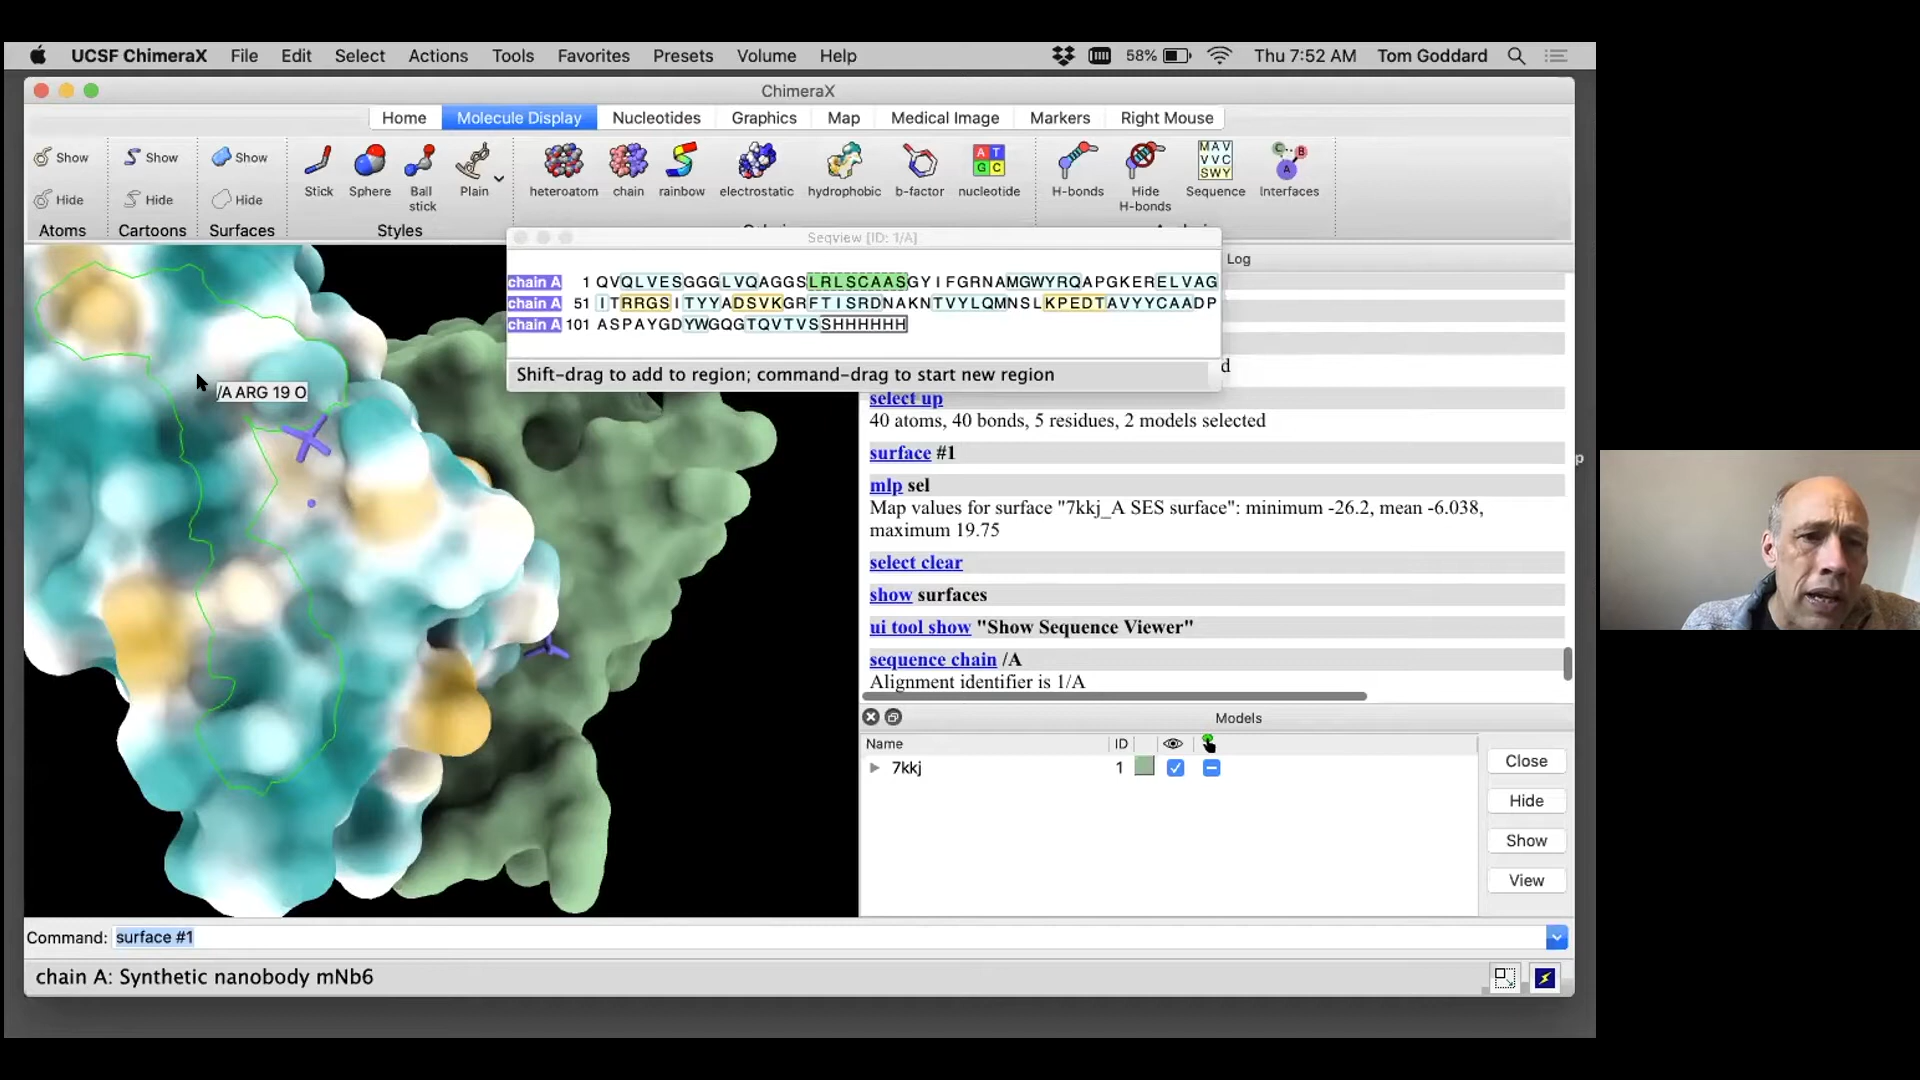 UCSF ChimeraX File Edit Select Actions Tools Favorites Presets Volume Help 58% Thu 7:52 AM Tom Goddard
ChimeraX
Home Molecule Display Nucleotides Graphics Map Medical Image Markers Right Mouse
Show Show Show
Hide Hide Hide
Atoms Cartoons Surfaces
Stick Sphere Ball stick Plain
Styles
heteroatom chain rainbow electrostatic hydrophobic b-factor nucleotide
H-bonds Hide H-bonds Sequence Interfaces
MAV
VVC
SWY
A T
G C
C B
A
Seqview [ID: 1/A]
chain A 1 QVQLVESGGGLVQAGGSLRLSCAASGYIFGRNAMGWYRQAPGKERELVAG
chain A 51 ITRRGSITYYADSVKGRFTISRDNAKNTVYLQMNSLKPEDTAVYYCAADP
chain A 101 ASPAYGDYWGQGTQVTVSSHHHHHH
Shift-drag to add to region; command-drag to start new region
/A ARG 19 O
Log
d
select up
40 atoms, 40 bonds, 5 residues, 2 models selected
surface #1
mlp sel
Map values for surface "7kkj_A SES surface": minimum -26.2, mean -6.038,
maximum 19.75
select clear
show surfaces
ui tool show "Show Sequence Viewer"
sequence chain /A
Alignment identifier is 1/A
p
Models
Name ID
7kkj 1
Close
Hide
Show
View
Command: surface #1
chain A: Synthetic nanobody mNb6